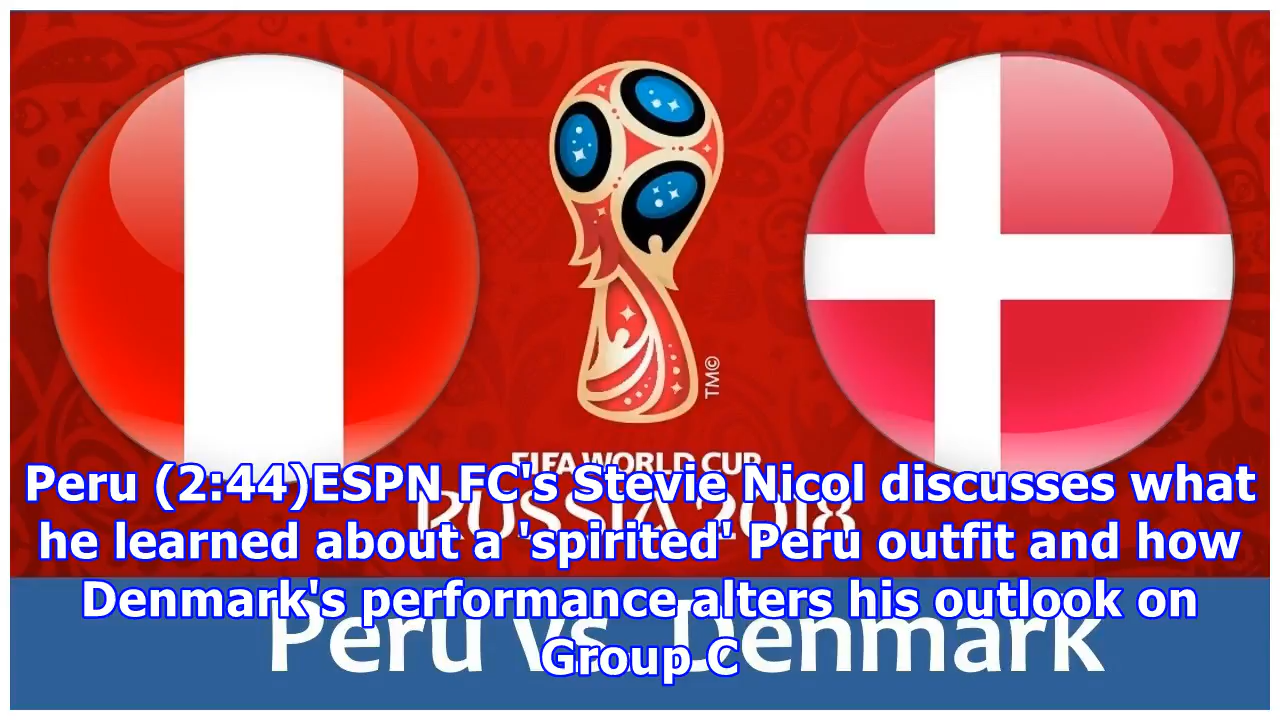 TM©
FIFA WORLD CUP
RUSSIA 2018
Peru (2:44)ESPN FC's Stevie Nicol discusses what
he learned about a 'spirited' Peru outfit and how
Denmark's performance alters his outlook on
Group C
Peru vs. Denmark